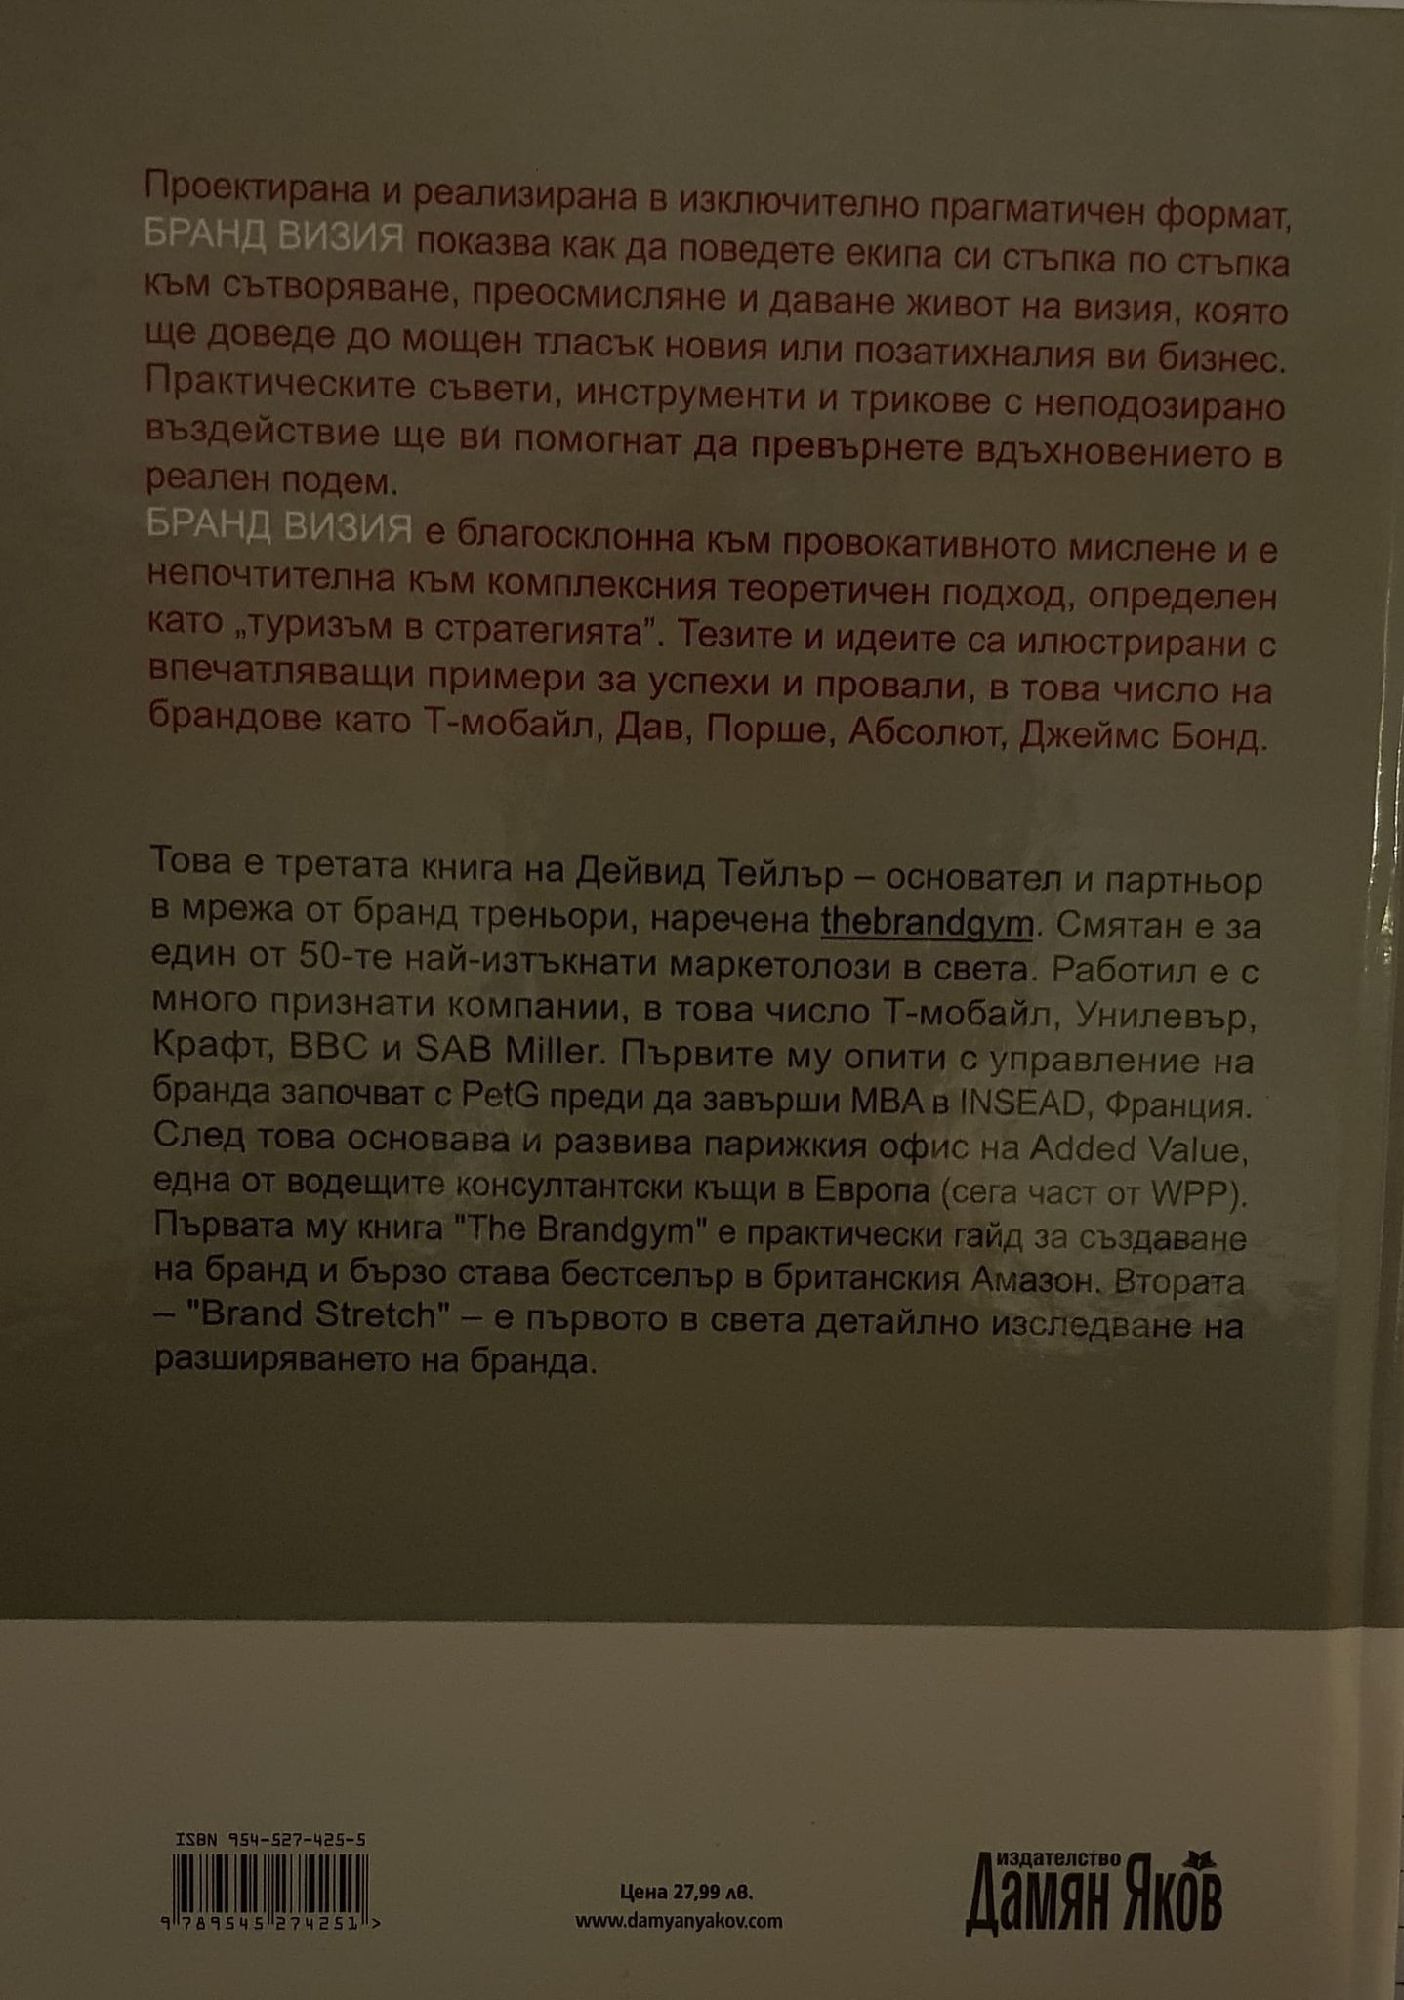 Проектирана и реализирана в изключително прагматичен формат,
БРАНД ВИЗИЯ показва как да поведете екипа си стъпка по стъпка
към сътворяване, преосмисляне и даване живот на визия, която
ще доведе до мощен тласък новия или позатихналия ви бизнес.
Практическите съвети, инструменти и трикове с неподозирано
въздействие ще ви помогнат да превърнете вдъхновението в
реален подем.
БРАНД ВИЗИЯ е благосклонна към провокативното мислене и е
непочтителна към комплексния теоретичен подход, определен
като „туризъм в стратегията”. Тезите и идеите са илюстрирани с
впечатляващи примери за успехи и провали, в това число на
брандове като Т-мобайл, Дав, Порше, Абсолют, Джеймс Бонд.
Това е третата книга на Дейвид Тейлър – основател и партньор
в мрежа от бранд треньори, наречена thebrandgym. Смятан е за
един от 50-те най-изтъкнати маркетолози в света. Работил е с
много признати компании, в това число Т-мобайл, Унилевър,
Крафт, BBC и SAB Miller. Първите му опити с управление на
бранда започват с PetG преди да завърши MBA в INSEAD, Франция.
След това основава и развива парижкия офис на Added Value,
една от водещите консултантски къщи в Европа (сега част от WPP).
Първата му книга "The Brandgym" е практически гайд за създаване
на бранд и бързо става бестселър в британския Амазон. Втората
– "Brand Stretch" – е първото в света детайлно изследване на
разширяването на бранда.
ISBN 954-527-425-5
9 789545 274251 >
Цена 27,99 лв.
www.damyanyakov.com
издателство
Дамян Яков